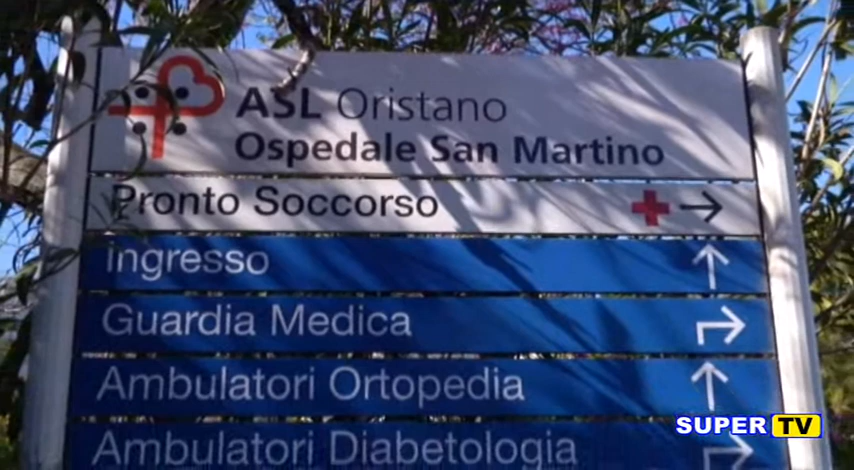 ASL Oristano
Ospedale San Martino
Pronto Soccorso
Ingresso
Guardia Medica
Ambulatori Ortopedia
Ambulatori Diabetologia
SUPER TV